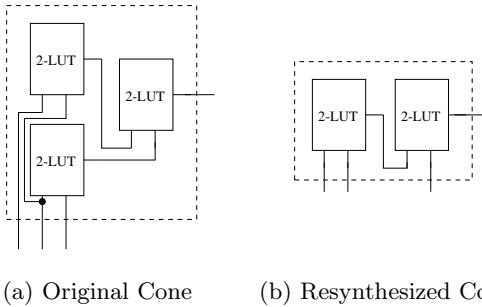 2-LUT
2-LUT
2-LUT
2-LUT
2-LUT
(a) Original Cone
(b) Resynthesized Co